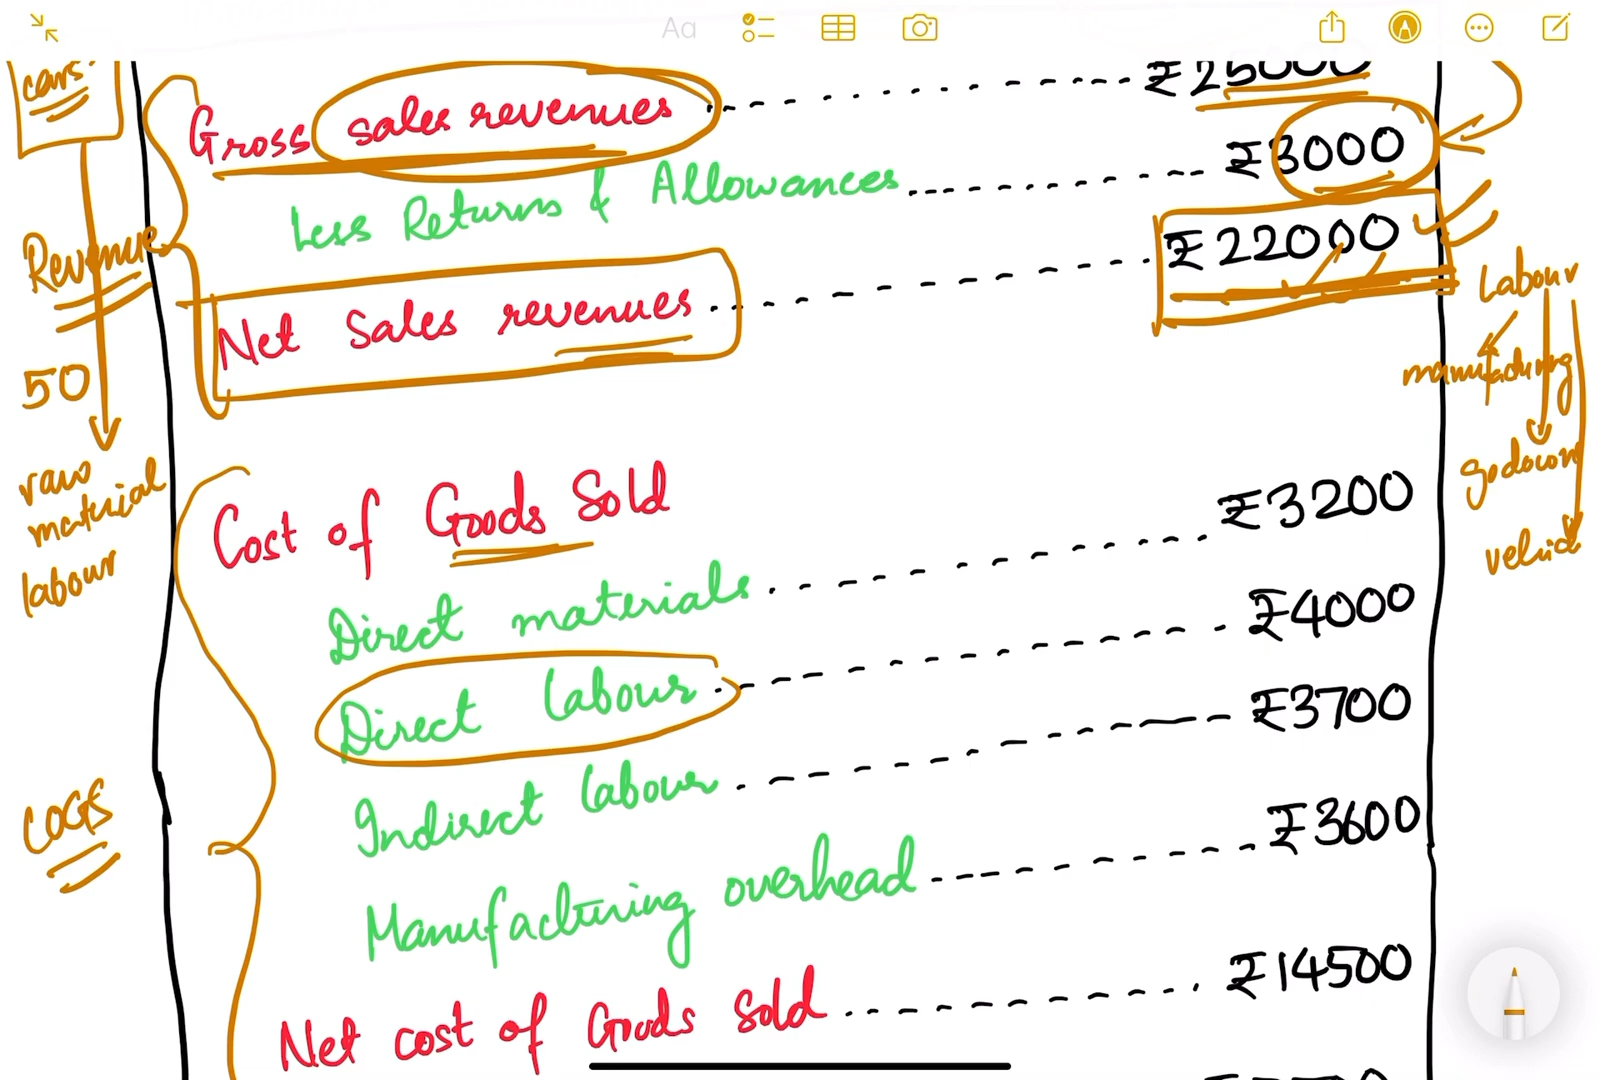 Aa
cars
Gross sales revenues ₹25000
Less Returns & Allowances ₹3000
Revenue
Net Sales revenues ₹22000
Labour
manufacturing
godown
50
raw
material
labour
Cost of Goods Sold
Direct materials ₹3200
Direct labour ₹4000
Indirect labour ₹3700
COGS
Manufacturing overhead ₹3600
Net cost of Goods Sold ₹14500